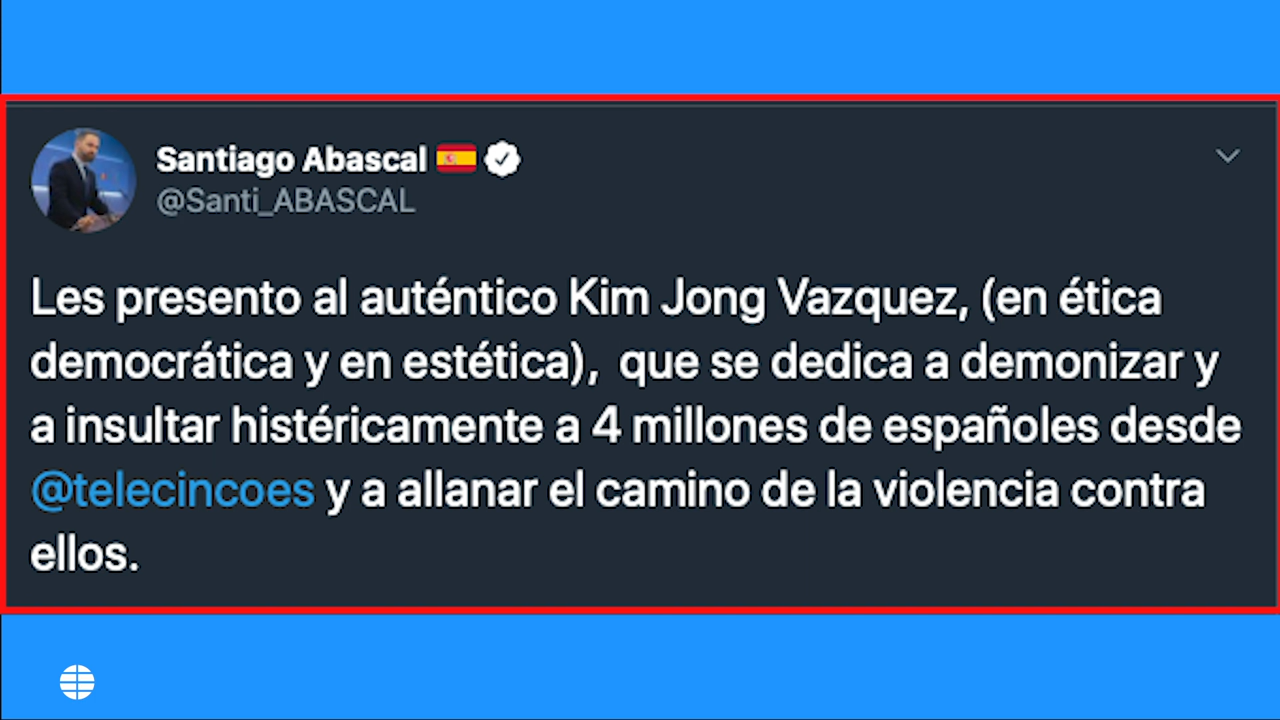 Santiago Abascal
@Santi_ABASCAL
Les presento al auténtico Kim Jong Vazquez, (en ética
democrática y en estética), que se dedica a demonizar y
a insultar histéricamente a 4 millones de españoles desde
@telecincoes y a allanar el camino de la violencia contra
ellos.